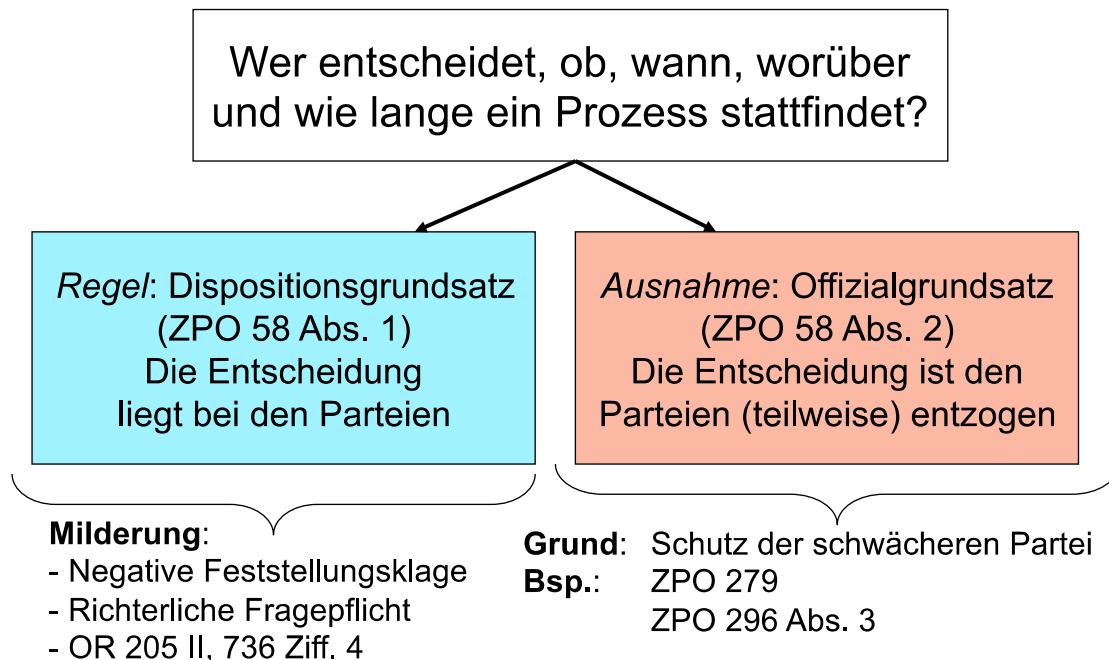 Wer entscheidet, ob, wann, worüber
und wie lange ein Prozess stattfindet?
Regel: Dispositionsgrundsatz
(ZPO 58 Abs. 1)
Die Entscheidung
liegt bei den Parteien
Ausnahme: Offizialgrundsatz
(ZPO 58 Abs. 2)
Die Entscheidung ist den
Parteien (teilweise) entzogen
Milderung:
- Negative Feststellungsklage
- Richterliche Fragepflicht
- OR 205 II, 736 Ziff, 4
Grund: Schutz der schwächeren Partei
Bsp.: ZPO 279
ZPO 296 Abs. 3